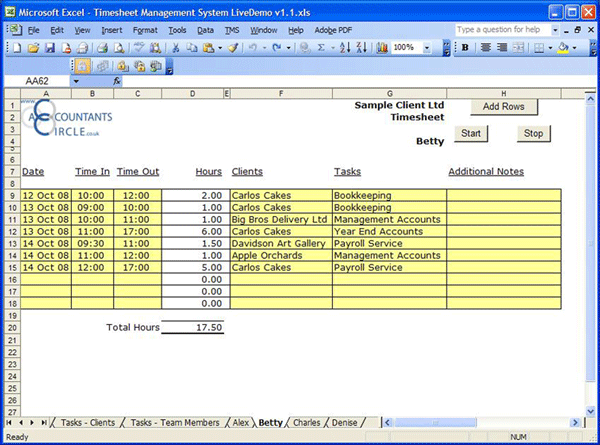 Microsoft Excel - Timesheet Management System LiveDemo v1.1.xls
File Edit View Insert Format Tools Data TMS Window Help Adobe PDF Type a question for help
100% B
AA62 fx
A B C D E F G H
1 Sample Client Ltd Add Rows
www.
2 ACCOUNTANTS Timesheet
3 CIRCLE.co.uk Start Stop
4 Betty
5
7 Date Time In Time Out Hours Clients Tasks Additional Notes
8
9 12 Oct 08 10:00 12:00 2.00 Carlos Cakes Bookkeeping
10 13 Oct 08 09:00 10:00 1.00 Carlos Cakes Bookkeeping
11 13 Oct 08 10:00 11:00 1.00 Big Bros Delivery Ltd Management Accounts
12 13 Oct 08 11:00 17:00 6.00 Carlos Cakes Year End Accounts
13 14 Oct 08 09:30 11:00 1.50 Davidson Art Gallery Payroll Service
14 14 Oct 08 11:00 12:00 1.00 Apple Orchards Management Accounts
15 14 Oct 08 12:00 17:00 5.00 Carlos Cakes Payroll Service
16 0.00
17 0.00
18 0.00
19
20 Total Hours 17.50
21
22
23
24
25
26
27
Tasks - Clients Tasks - Team Members Alex Betty Charles Denise
Ready NUM